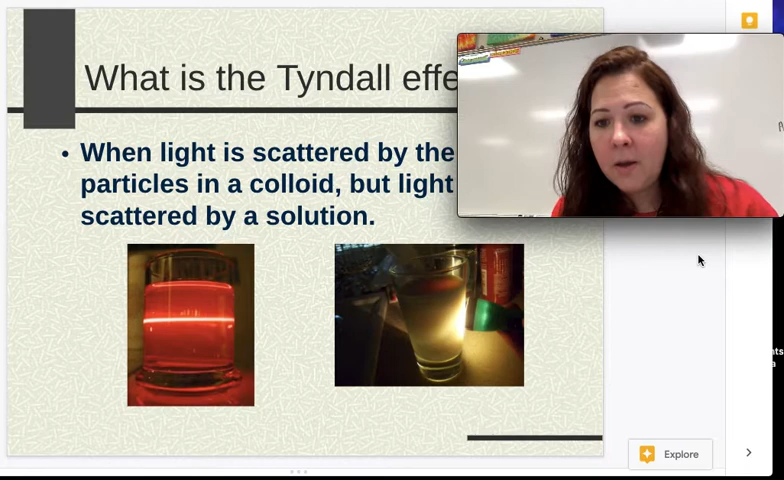 What is the Tyndall effe
• When light is scattered by the
particles in a colloid, but light
scattered by a solution.
nts
a
Explore